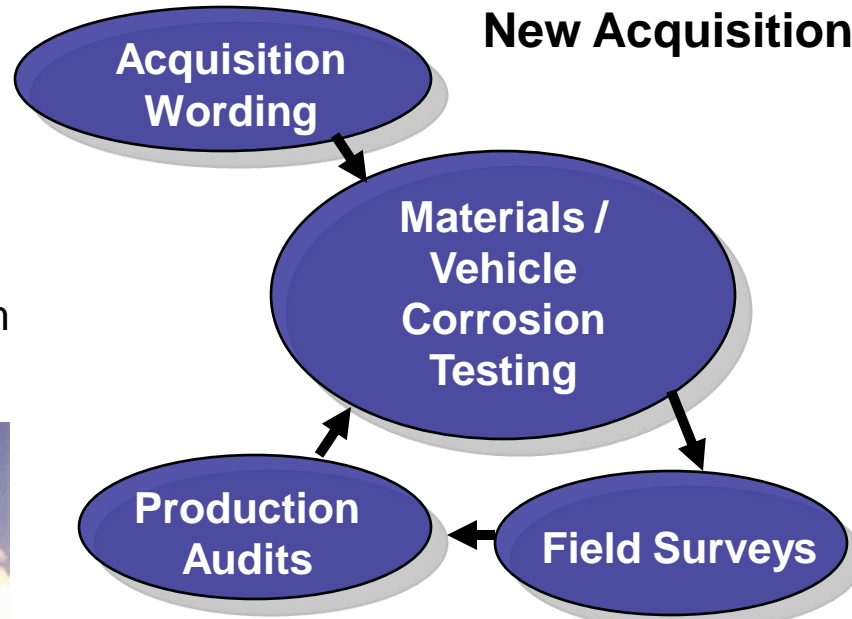 New Acquisition
Acquisition
Wording
Materials /
Vehicle
Corrosion
Testing
n
Production
Audits
Field Surveys